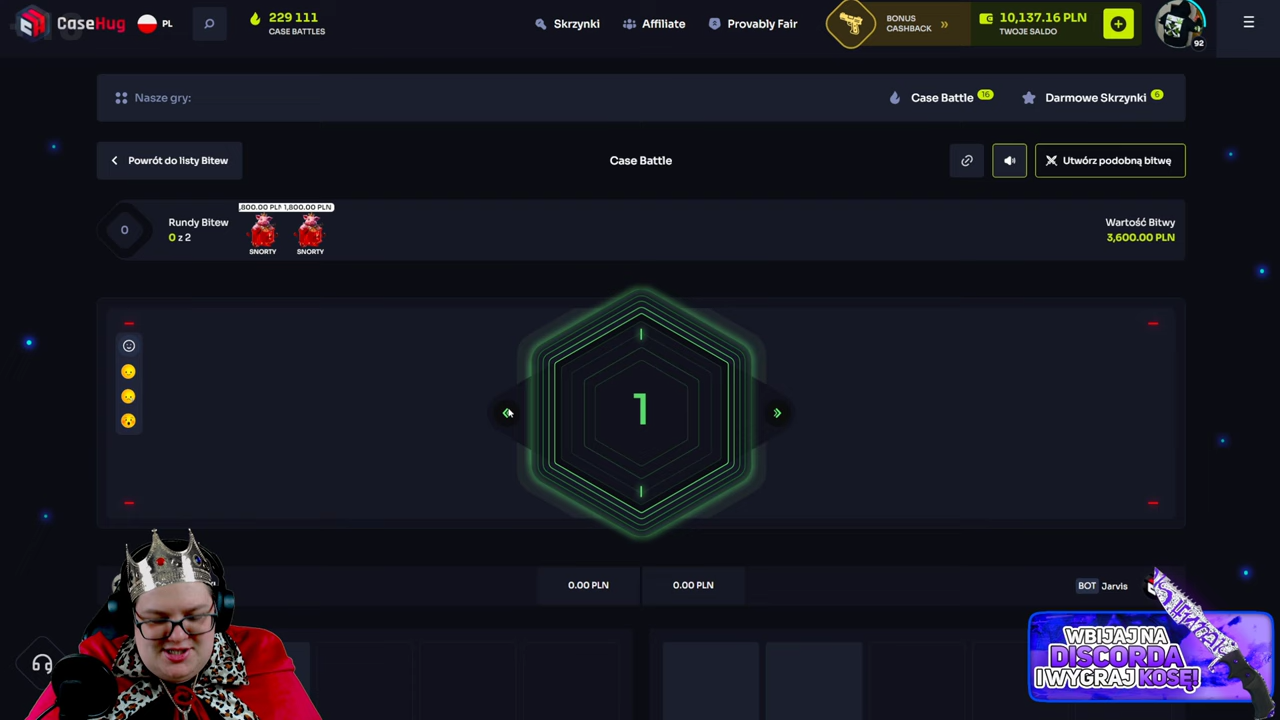 CaseHug
PL
229 111
CASE BATTLES
Skrzynki
Affiliate
Provably Fair
BONUS
CASHBACK
10,137.16 PLN
TWOJE SALDO
92
Nasze gry:
Case Battle 16
Darmowe Skrzynki 6
Powrót do listy Bitew
Case Battle
Utwórz podobną bitwę
0
Rundy Bitew
0 z 2
,800.00 PLN
1,800.00 PLN
SNORTY
SNORTY
Wartość Bitwy
3,600.00 PLN
1
0.00 PLN
0.00 PLN
BOT Jarvis
WBIJAJ NA
DISCORDA
I WYGRAJ KOSĘ!